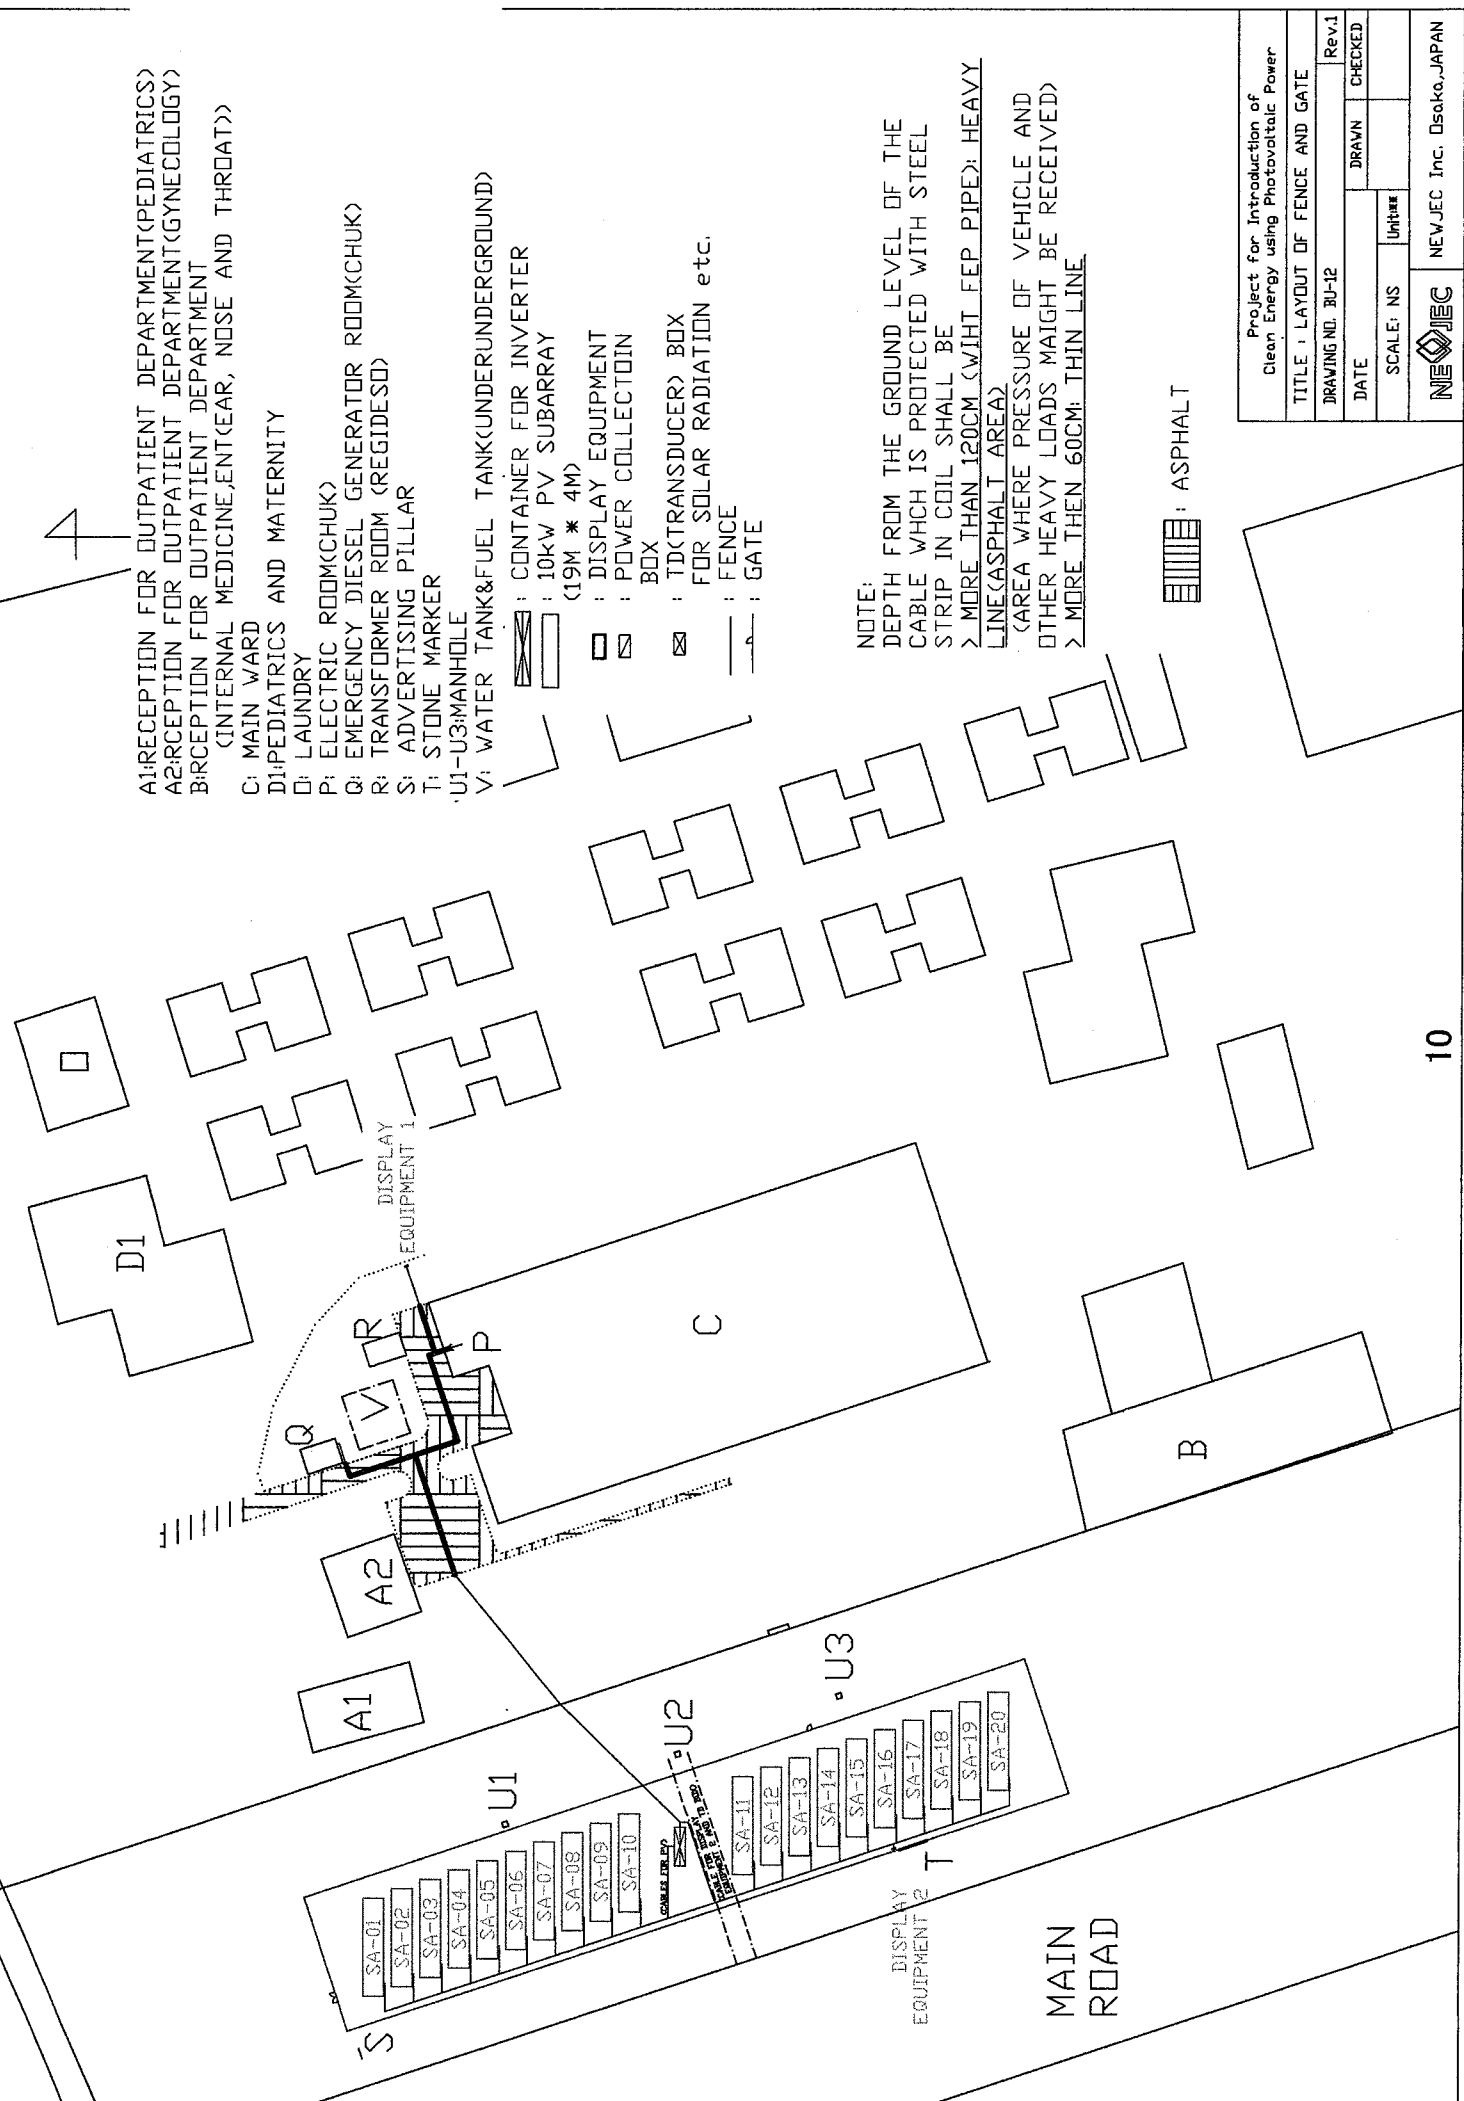 A1:RECEPTION FOR OUTPATIENT DEPARTMENT(PEDIATRICS)
A2:RCEPTION FOR OUTPATIENT DEPARTMENT(GYNECOLOGY)
B:RCEPTION FOR OUTPATIENT DEPARTMENT
(INTERNAL MEDICINE,ENT(EAR, NOSE AND THROAT))
C: MAIN WARD
D1:PEDIATRICS AND MATERNITY
O: LAUNDRY
P: ELECTRIC ROOM(CHUK)
Q: EMERGENCY DIESEL GENERATOR ROOM(CHUK)
R: TRANSFORMER ROOM (REGIDESO)
S: ADVERTISING PILLAR
T: STONE MARKER
U1-U3:MANHOLE
V: WATER TANK&FUEL TANK(UNDERUNDERGROUND)
: CONTAINER FOR INVERTER
: 10kW PV SUBARRAY
(19M * 4M)
: DISPLAY EQUIPMENT
: POWER COLLECTOIN
BOX
: TD(TRANSDUCER) BOX
FOR SOLAR RADIATION etc.
: FENCE
: GATE
NOTE:
DEPTH FROM THE GROUND LEVEL OF THE
CABLE WHCH IS PROTECTED WITH STEEL
STRIP IN COIL SHALL BE
> MORE THAN 120CM (WIHT FEP PIPE): HEAVY
LINE(ASPHALT AREA)
(AREA WHERE PRESSURE OF VEHICLE AND
OTHER HEAVY LOADS MAIGHT BE RECEIVED)
> MORE THEN 60CM: THIN LINE
: ASPHALT
O
D1
DISPLAY
EQUIPMENT 1
R
Q
V
P
C
A2
A1
B
U1
U2
U3
SA-01
SA-02
SA-03
SA-04
SA-05
SA-06
SA-07
SA-08
SA-09
SA-10
(CABLES FOR PV)
CABLE FOR DISPLAY
EQUIPMENT 2 AND TD BOX
SA-11
SA-12
SA-13
SA-14
SA-15
SA-16
SA-17
SA-18
SA-19
SA-20
S
T
DISPLAY
EQUIPMENT 2
MAIN
ROAD
Project for Introduction of
Clean Energy using Photovoltaic Power
TITLE : LAYOUT OF FENCE AND GATE
DRAWING NO. BU-12 Rev.1
DATE DRAWN CHECKED
SCALE: NS Unit:
NEWJEC NEWJEC Inc. Osaka,JAPAN
10